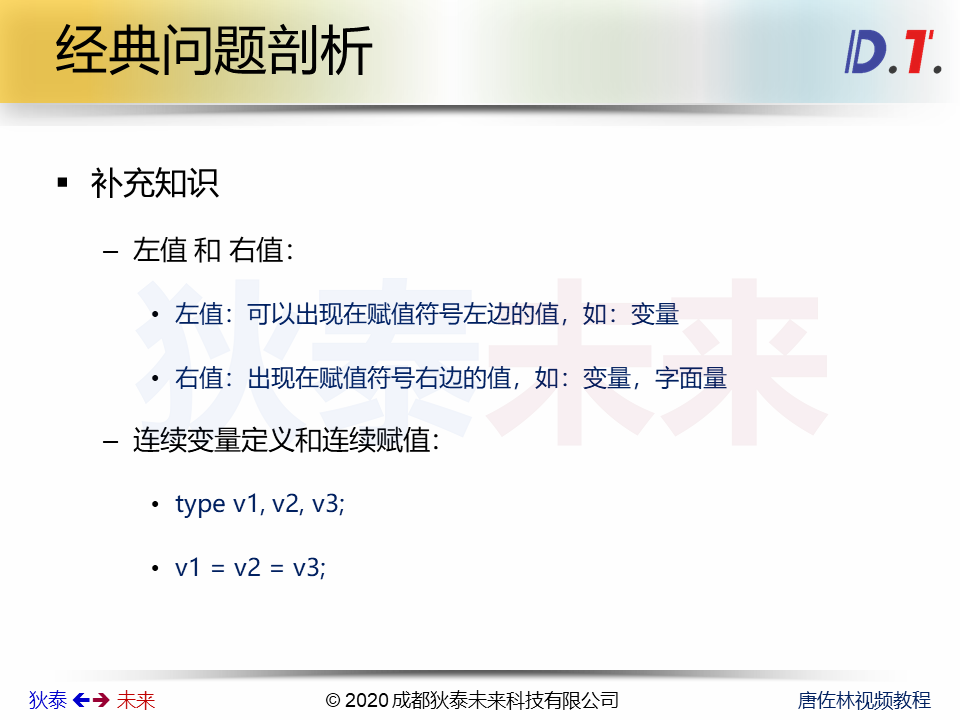 经典问题剖析
D.T.
▪ 补充知识
– 左值 和 右值：
• 左值：可以出现在赋值符号左边的值，如：变量
• 右值：出现在赋值符号右边的值，如：变量，字面量
– 连续变量定义和连续赋值：
• type v1, v2, v3;
• v1 = v2 = v3;
狄泰未来
狄泰 ←→ 未来
© 2020 成都狄泰未来科技有限公司
唐佐林视频教程